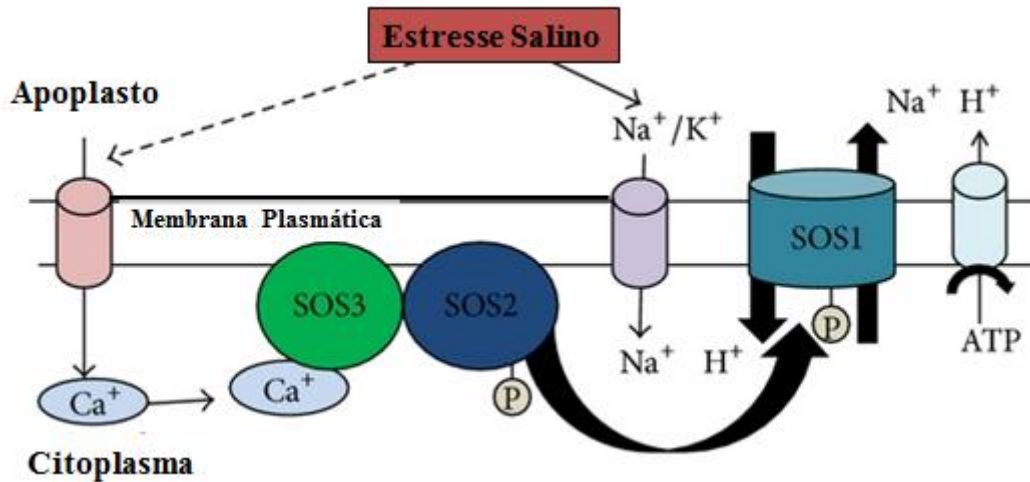 Estresse Salino
Apoplasto
Na⁺/K⁺
Na⁺ H⁺
Membrana Plasmática
SOS1
SOS3
SOS2
P
ATP
Na⁺ H⁺
Ca⁺
Ca⁺
P
Citoplasma